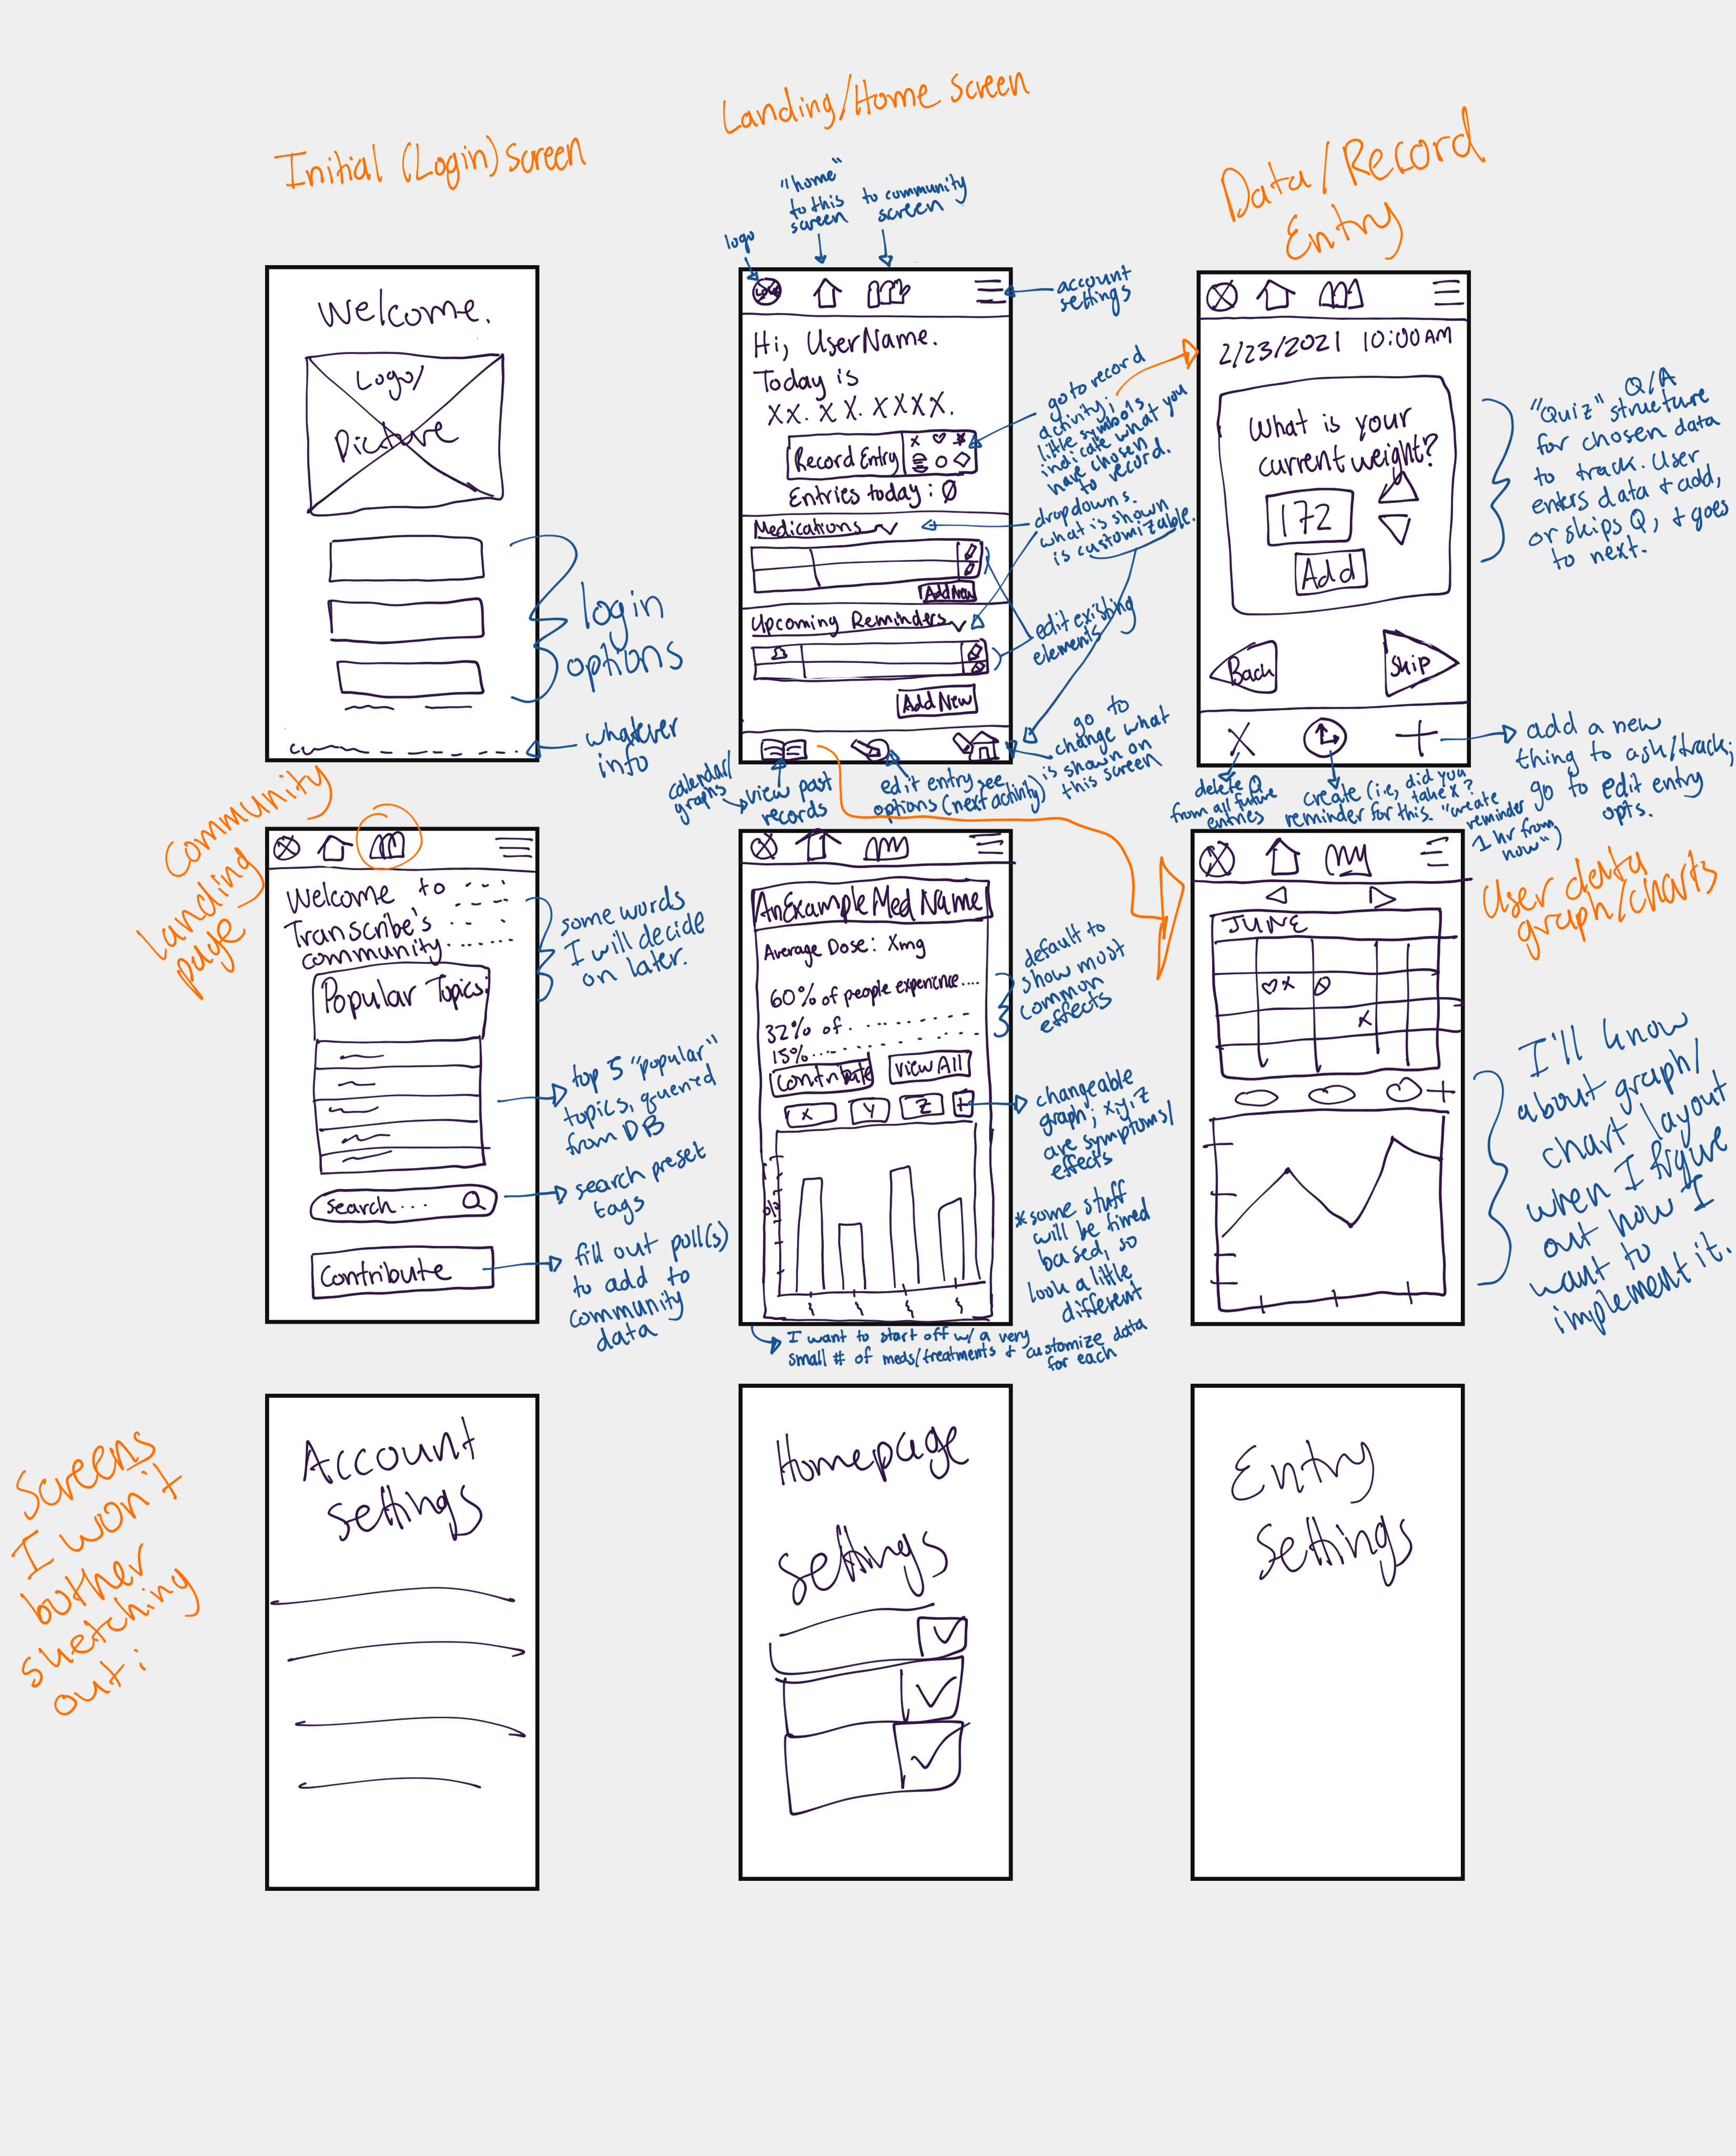 Initial (Login) screen
Welcome.
Logo/
Picture
login
options
whatever
info
Landing/Home screen
logo
"home"
to this
screen
to community
screen
account
settings
LOGO
Hi, UserName.
Today is
XX. XX. XXXX.
Record Entry
Entries today: 0
Medications
Add New
Upcoming Reminders
Add New
go to record
activity;
little symbols
indicate what you
have chosen
to record.
dropdowns.
what is shown
is customizable.
edit existing
elements
go to
change what
is shown on
this screen
calendar/
graphs
view past
records
edit entry see
options (next activity)
Data/Record
Entry
2/23/2021 10:00 AM
What is your
current weight?
172
Add
Back
Skip
"Quiz" Q/A
structure
for chosen data
to track. User
enters data + add,
or skips Q, + goes
to next.
delete Q
from all future
entries
create (i.e., did you
take x?
reminder for this. "create
reminder
1 hr from
now")
add a new
thing to ask/track;
go to edit entry
opts.
Community
Landing
page
Welcome to
Transcribe's
community
Popular Topics:
search...
Contribute
some words
I will decide
on later.
top 5 "popular"
topics, queried
from DB
search preset
tags
fill out poll(s)
to add to
community
data
AnExampleMedName
Average Dose: Xmg
60% of people experience....
32% of
15%
Contribute
View All
X
Y
Z
+
%
default to
show most
common
effects
changeable
graph; x,y,z
are symptoms/
effects
*some stuff
will be timed
based, so
look a little
different
I want to start off w/ a very
small # of meds/treatments + customize data
for each
User data
graph/charts
JUNE
I'll know
about graph/
chart layout
when I figure
out how I
want to
implement it.
Screens
I won't
bother
sketching
out:
Account
settings
Homepage
settings
Entry
settings